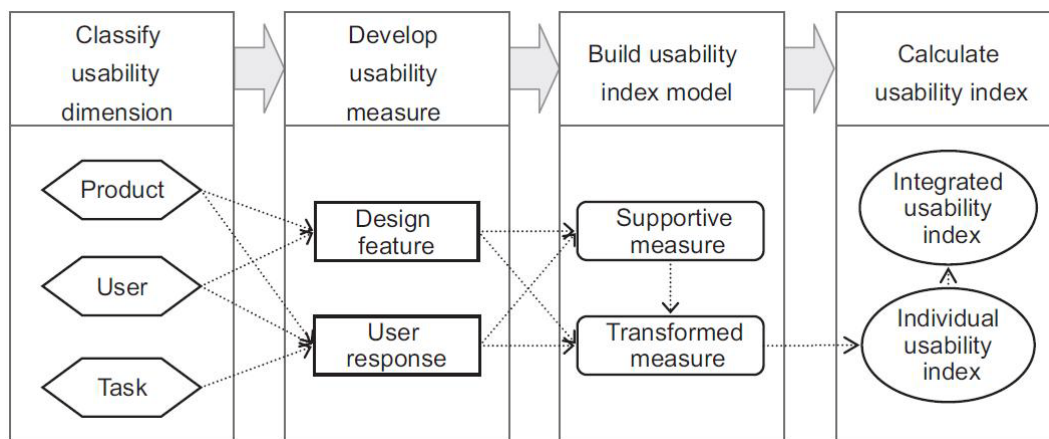 Classify
usability
dimension
Develop
usability
measure
Build usability
index model
Calculate
usability index
Product
User
Task
Design
feature
User
response
Supportive
measure
Transformed
measure
Integrated
usability
index
Individual
usability
index